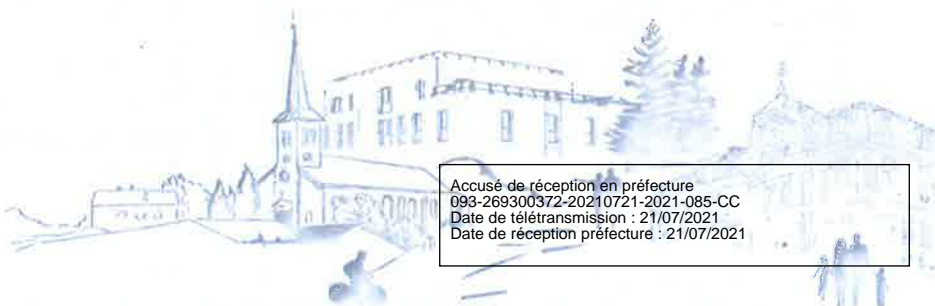 Accusé de réception en préfecture
093-269300372-20210721-2021-085-CC
Date de télétransmission : 21/07/2021
Date de réception préfecture : 21/07/2021